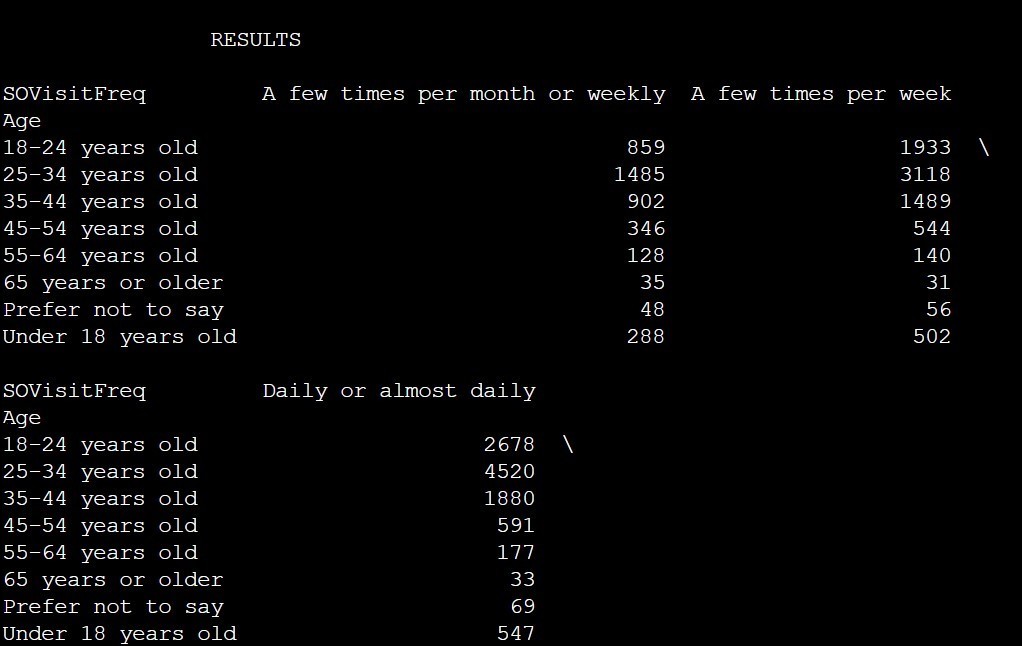 RESULTS
SOVisitFreq A few times per month or weekly A few times per week
Age
18-24 years old 859 1933 \
25-34 years old 1485 3118
35-44 years old 902 1489
45-54 years old 346 544
55-64 years old 128 140
65 years or older 35 31
Prefer not to say 48 56
Under 18 years old 288 502
SOVisitFreq Daily or almost daily
Age
18-24 years old 2678 \
25-34 years old 4520
35-44 years old 1880
45-54 years old 591
55-64 years old 177
65 years or older 33
Prefer not to say 69
Under 18 years old 547